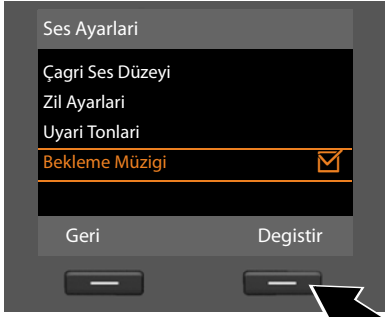 Ses Ayarlari
Çagri Ses Düzeyi
Zil Ayarlari
Uyari Tonlari
Bekleme Müzigi
Geri Degistir